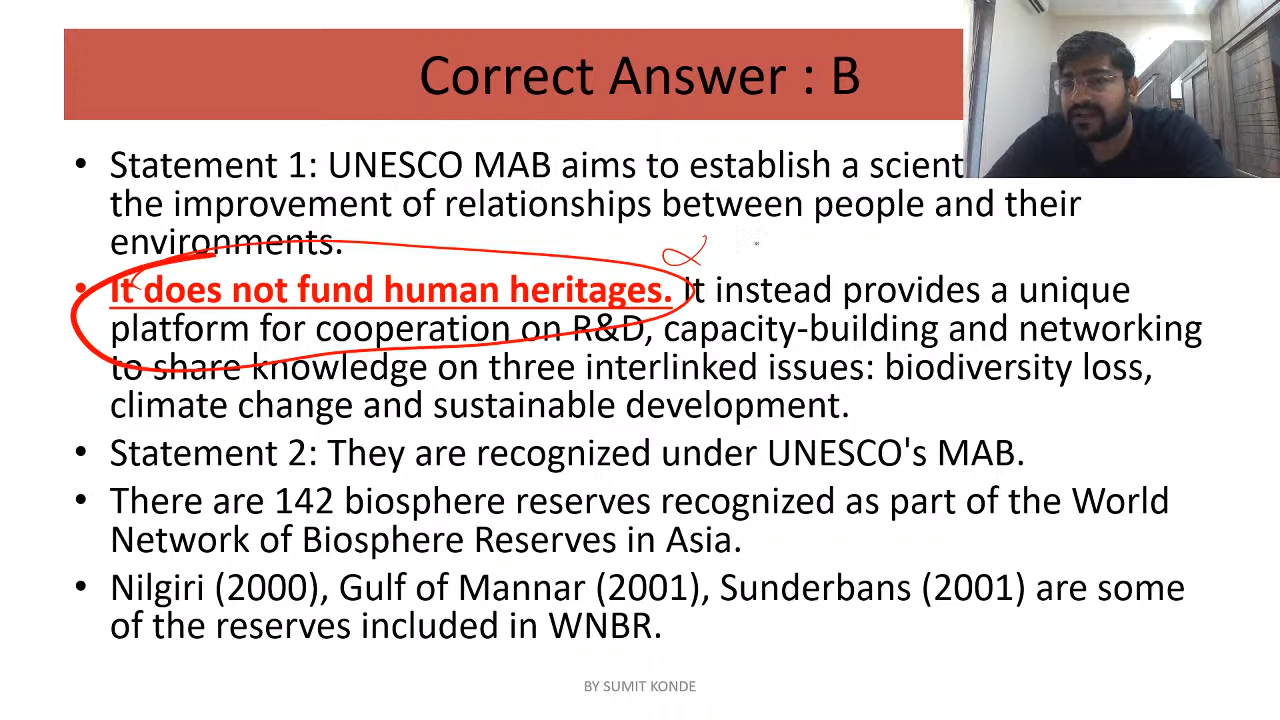 Correct Answer : B
• Statement 1: UNESCO MAB aims to establish a scient
the improvement of relationships between people and their
environments.
• It does not fund human heritages. It instead provides a unique
platform for cooperation on R&D, capacity-building and networking
to share knowledge on three interlinked issues: biodiversity loss,
climate change and sustainable development.
• Statement 2: They are recognized under UNESCO's MAB.
• There are 142 biosphere reserves recognized as part of the World
Network of Biosphere Reserves in Asia.
• Nilgiri (2000), Gulf of Mannar (2001), Sunderbans (2001) are some
of the reserves included in WNBR.
BY SUMIT KONDE